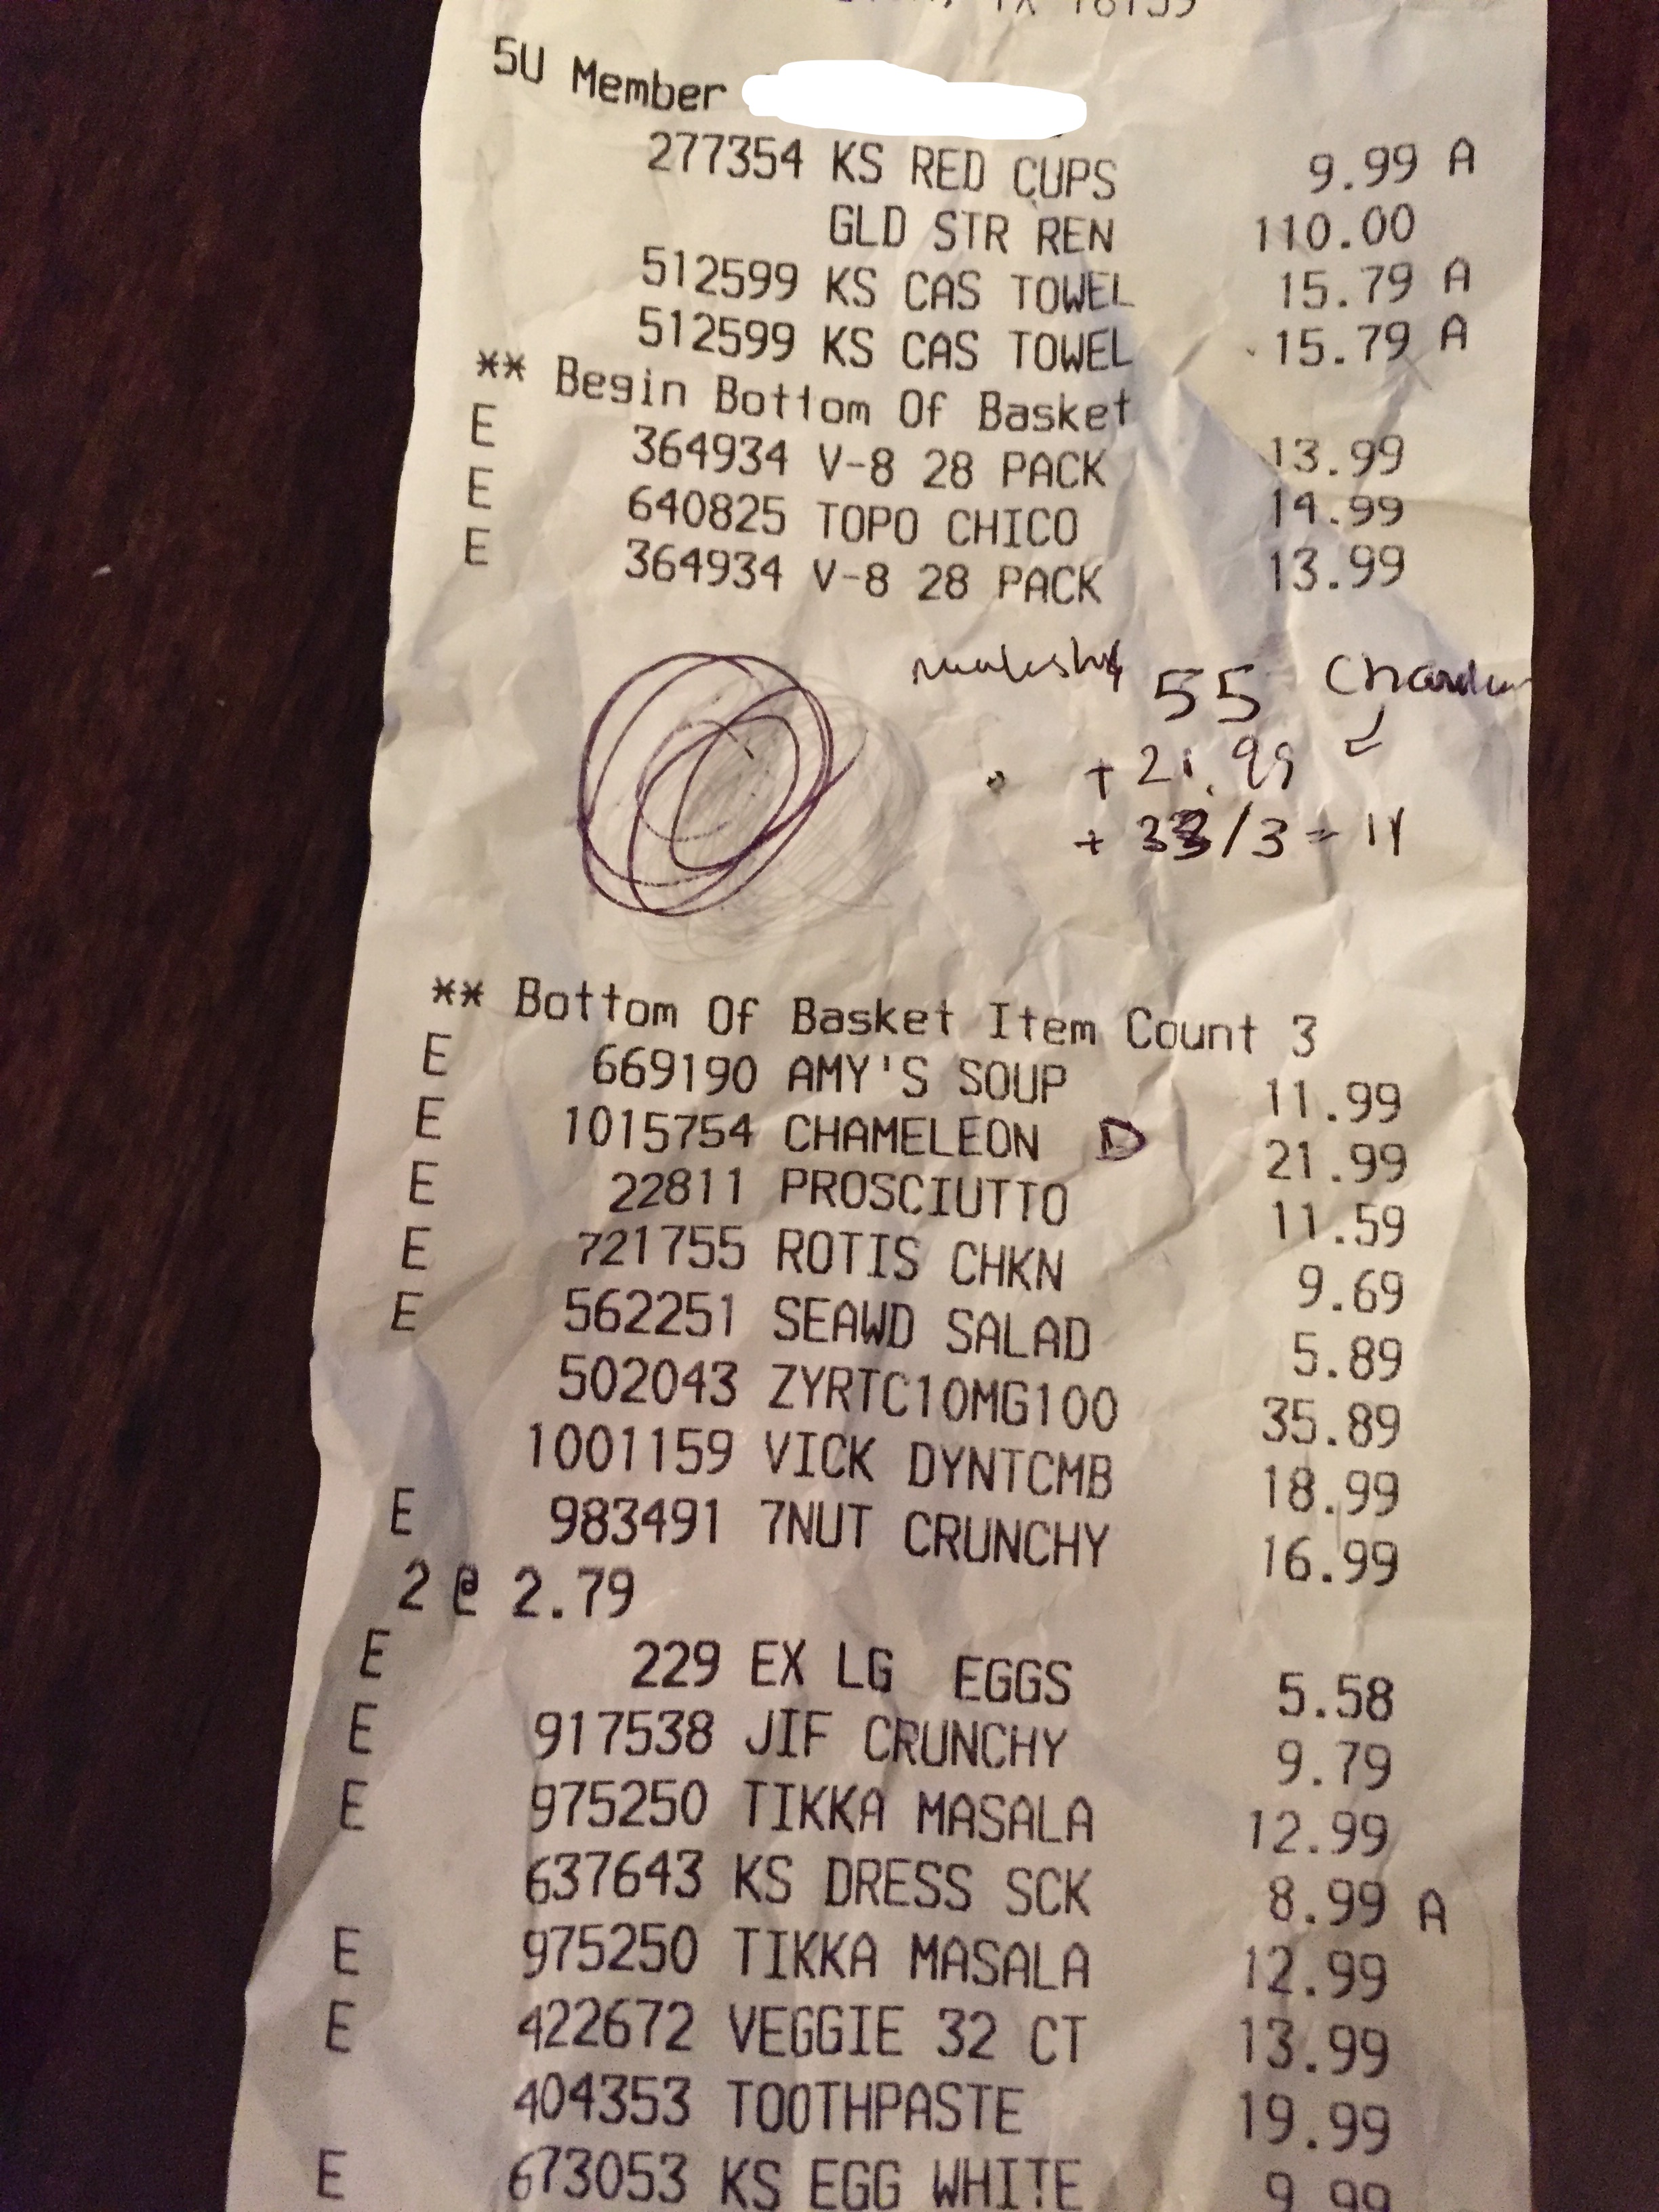 5U Member
277354 KS RED CUPS 9.99 A
GLD STR REN 110.00
512599 KS CAS TOWEL 15.79 A
512599 KS CAS TOWEL 15.79 A
** Begin Bottom Of Basket
E 364934 V-8 28 PACK 13.99
E 640825 TOPO CHICO 14.99
E 364934 V-8 28 PACK 13.99
55
+ 21.99
+ 33/3 = 11
** Bottom Of Basket Item Count 3
E 669190 AMY'S SOUP 11.99
E 1015754 CHAMELEON D 21.99
E 22811 PROSCIUTTO 11.59
E 721755 ROTIS CHKN 9.69
E 562251 SEAWD SALAD 5.89
502043 ZYRTC10MG100 35.89
1001159 VICK DYNTCMB 18.99
E 983491 7NUT CRUNCHY 16.99
2 @ 2.79
E 229 EX LG EGGS 5.58
E 917538 JIF CRUNCHY 9.79
E 975250 TIKKA MASALA 12.99
637643 KS DRESS SCK 8.99 A
E 975250 TIKKA MASALA 12.99
E 422672 VEGGIE 32 CT 13.99
404353 TOOTHPASTE 19.99
E 673053 KS EGG WHITE 9.99